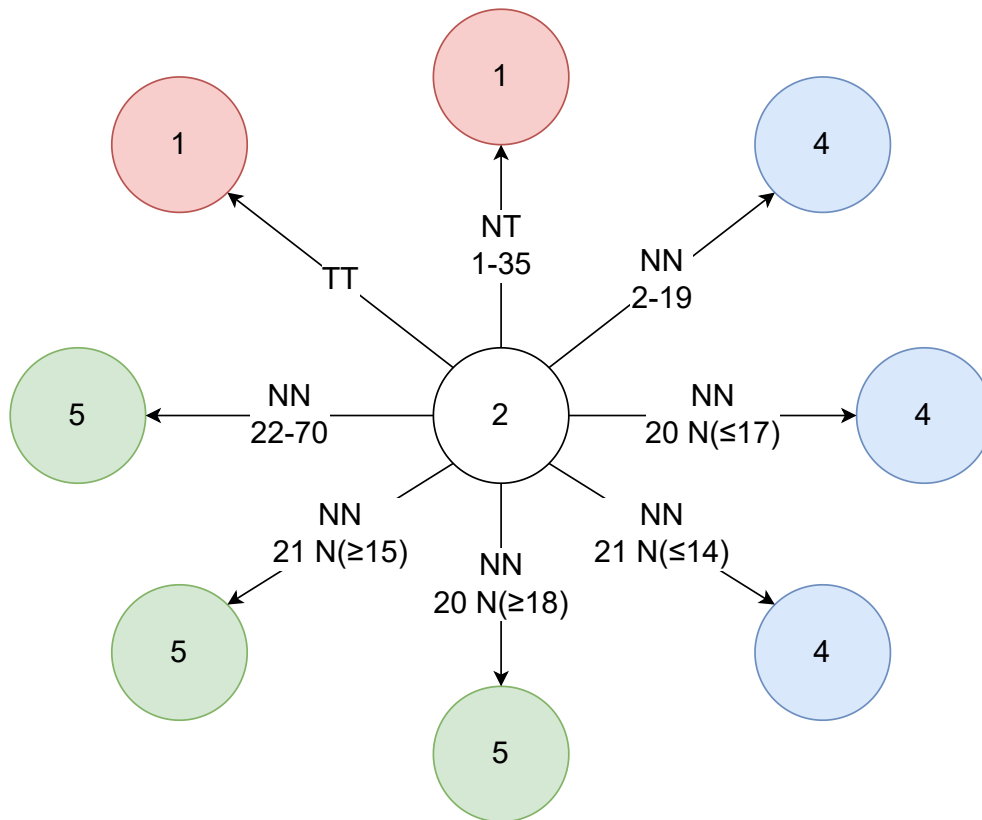 1
1
4
NT
1-35
NN
2-19
TT
NN
22-70
NN
20 N(≤17)
5
2
4
NN
21 N(≥15)
NN
20 N(≥18)
NN
21 N(≤14)
5
4
5